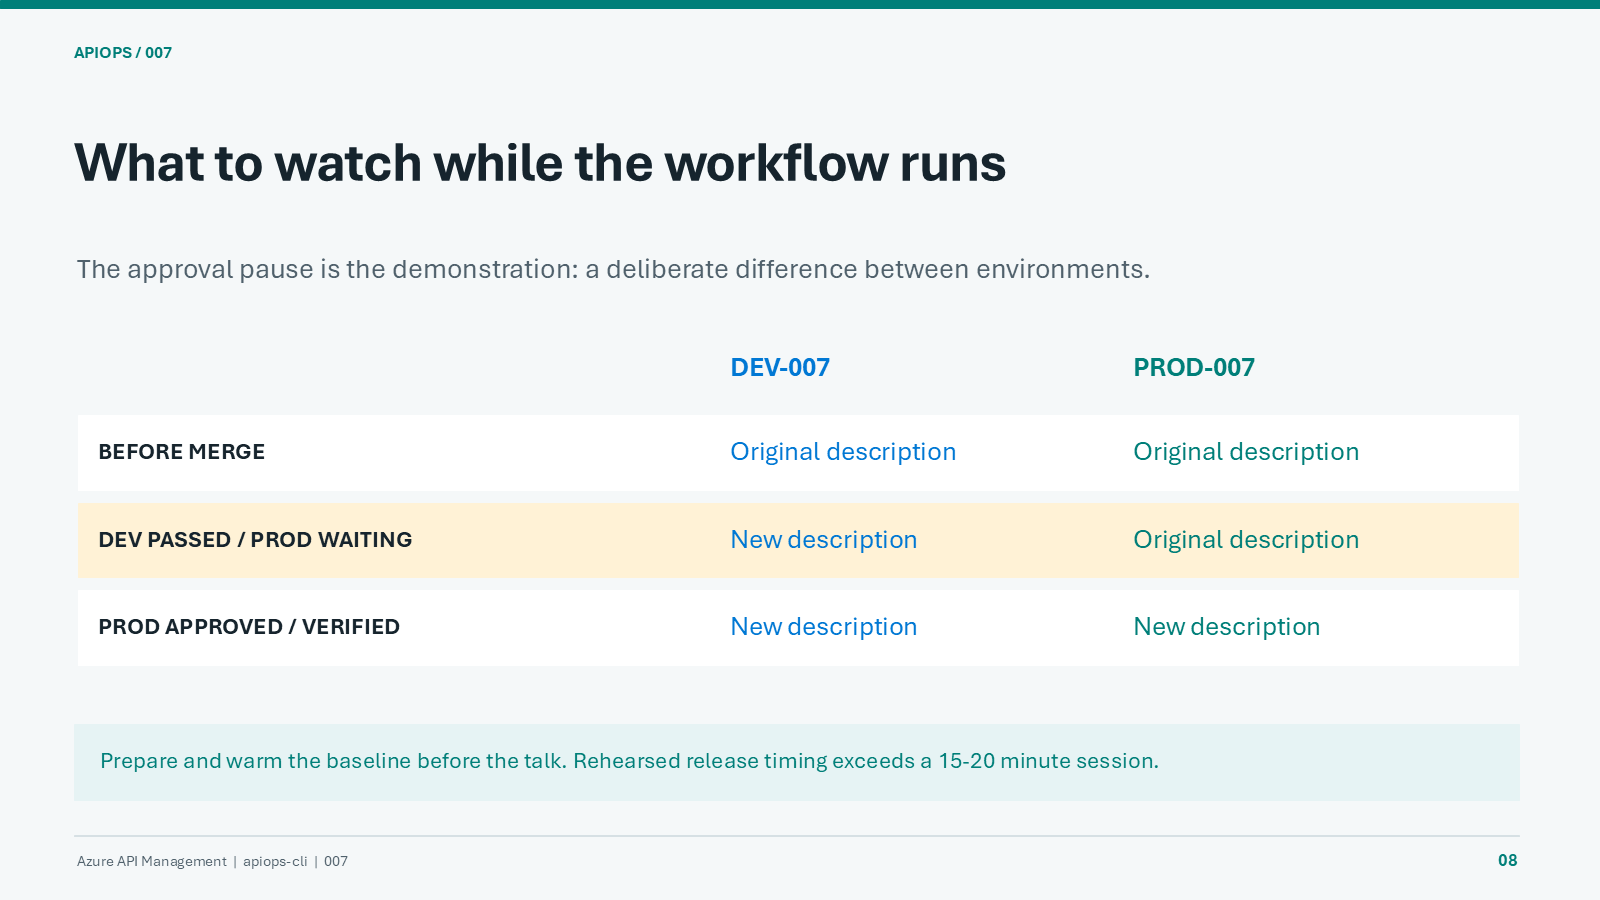 APIOPS / 007
What to watch while the workflow runs
The approval pause is the demonstration: a deliberate difference between environments.
DEV-007 PROD-007
BEFORE MERGE Original description Original description
DEV PASSED / PROD WAITING New description Original description
PROD APPROVED / VERIFIED New description New description
Prepare and warm the baseline before the talk. Rehearsed release timing exceeds a 15-20 minute session.
Azure API Management | apiops-cli | 007 08